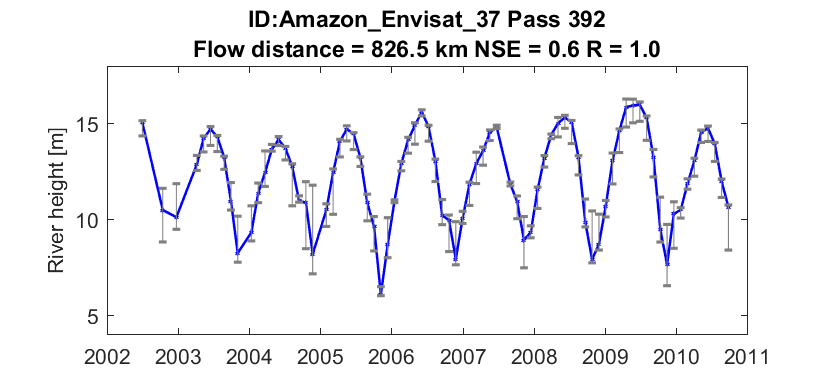 ID:Amazon_Envisat_37 Pass 392
Flow distance = 826.5 km NSE = 0.6 R = 1.0
River height [m]
15
10
5
2002 2003 2004 2005 2006 2007 2008 2009 2010 2011